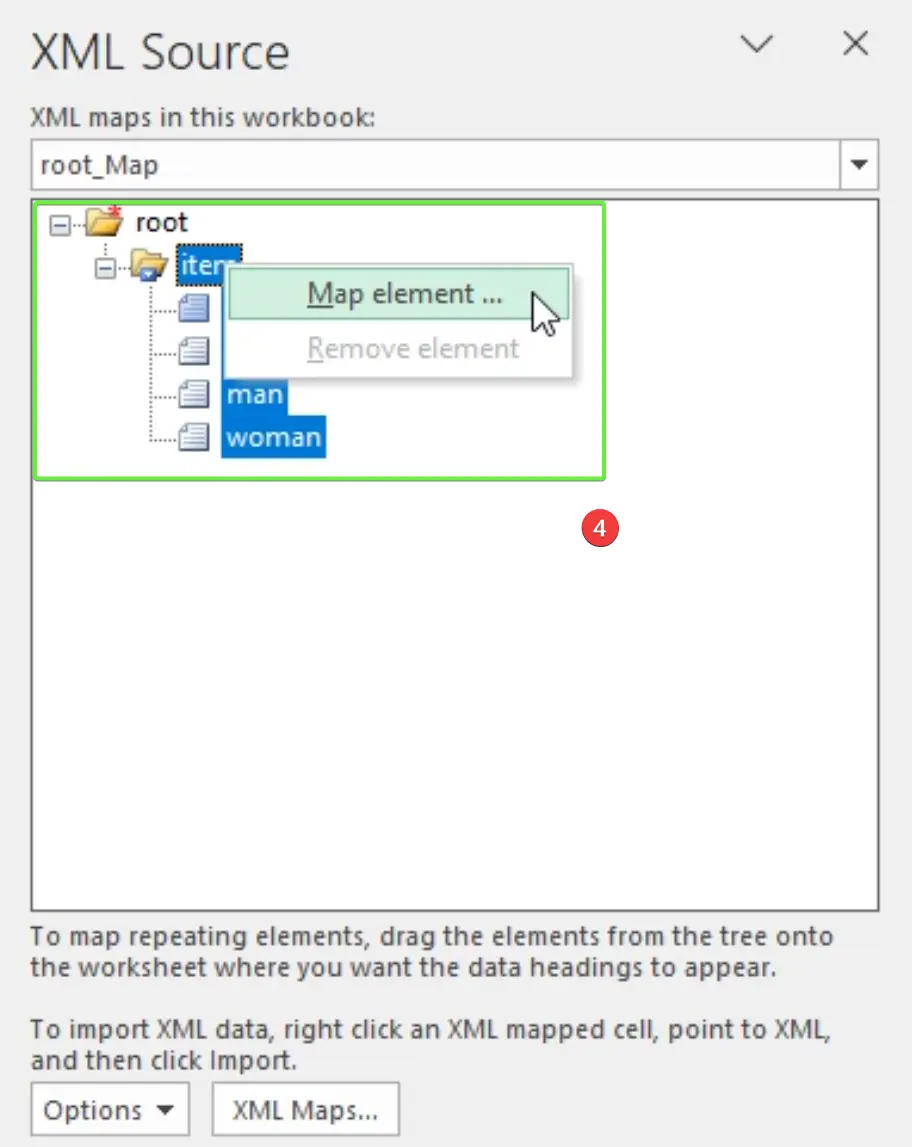 XML Source
XML maps in this workbook:
root_Map
root
item
Map element ...
Remove element
man
woman
4
To map repeating elements, drag the elements from the tree onto
the worksheet where you want the data headings to appear.
To import XML data, right click an XML mapped cell, point to XML,
and then click Import.
Options
XML Maps...